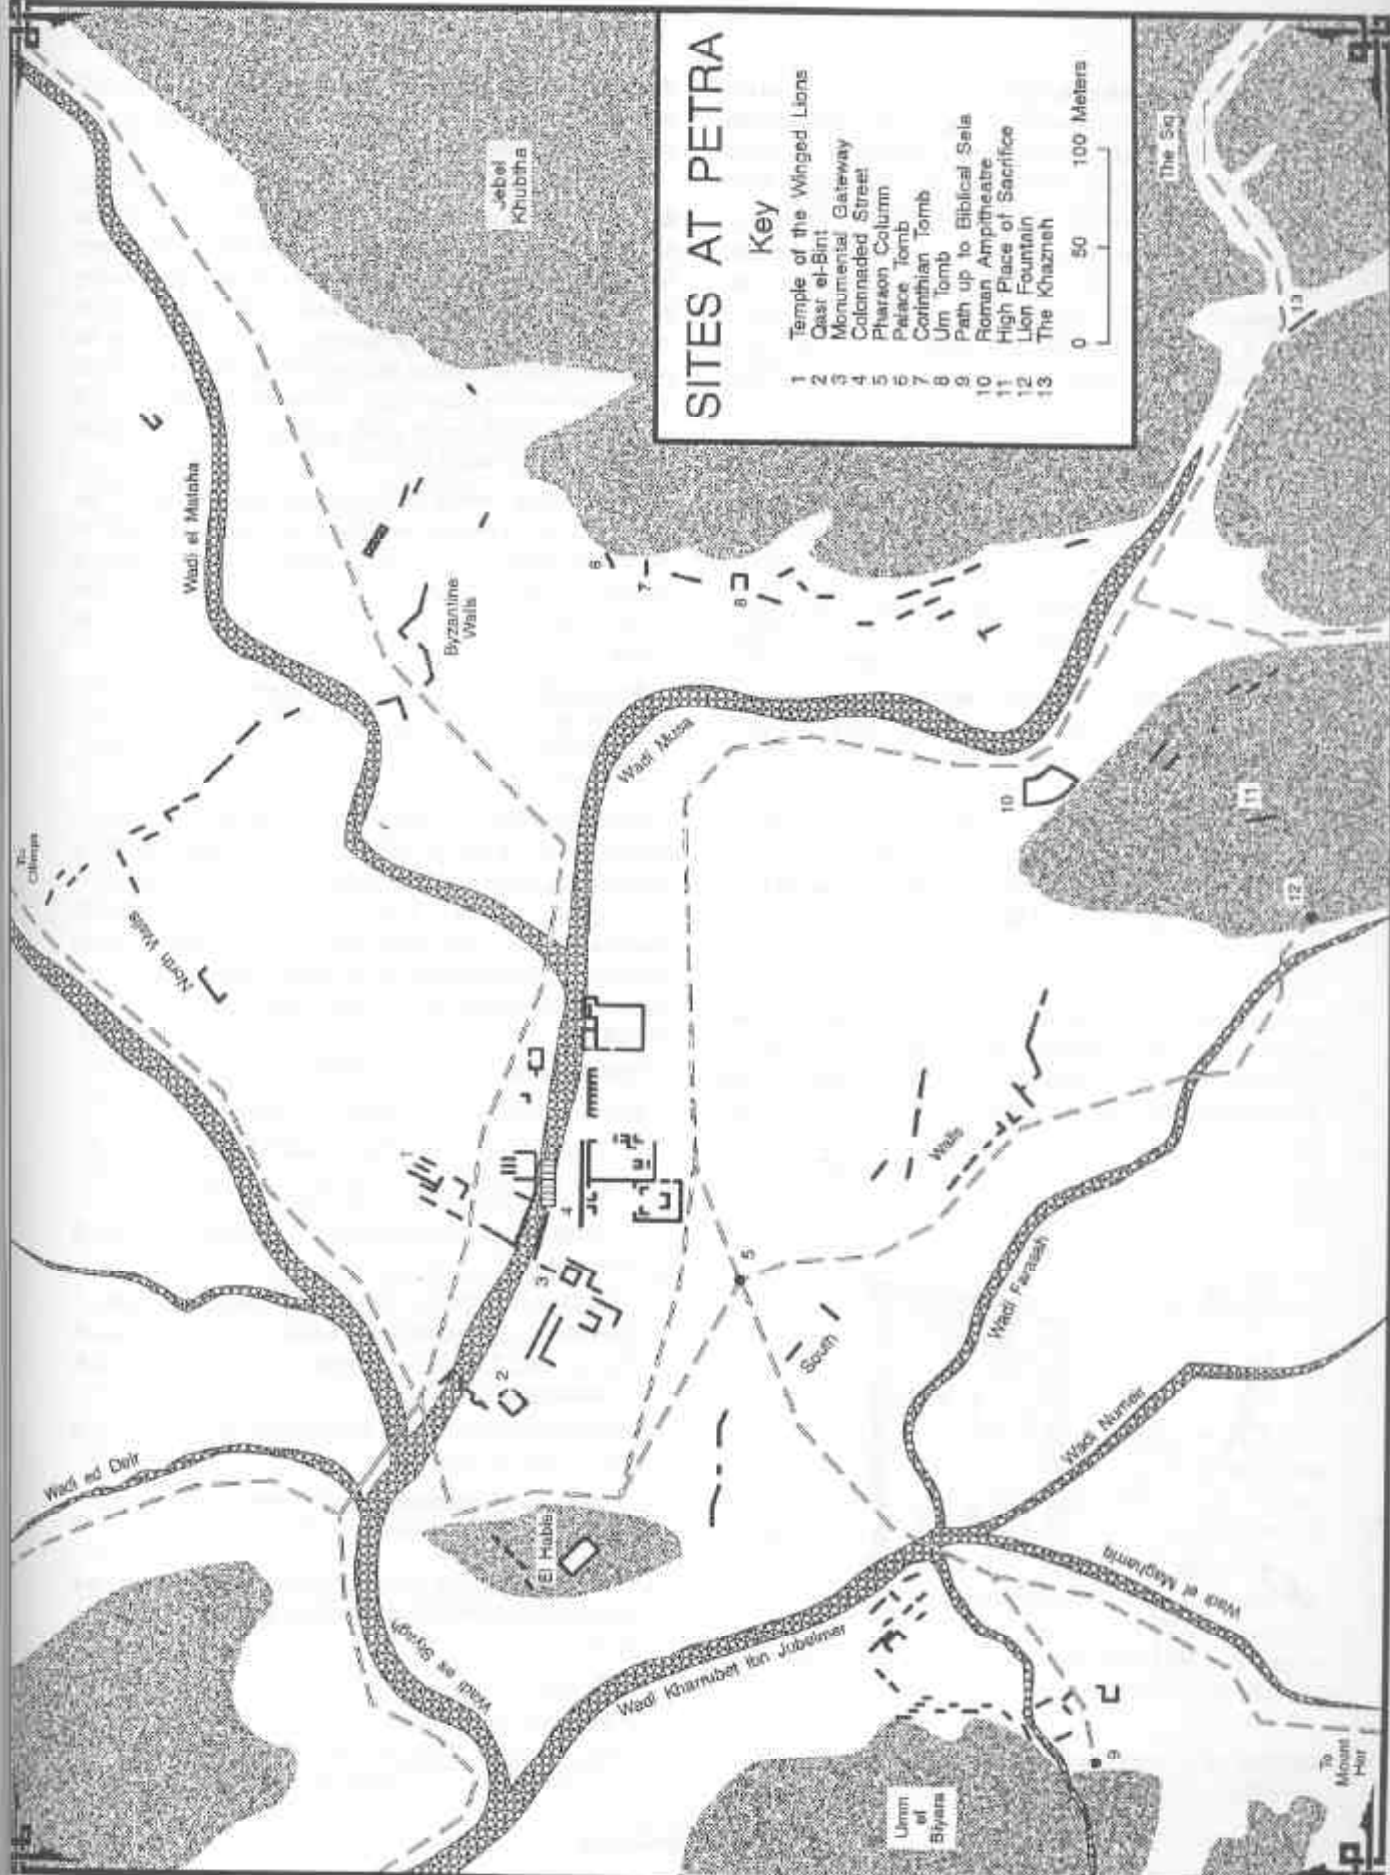 SITES AT PETRA
Key
1 Temple of the Winged Lions
2 Qasr el-Bint
3 Monumental Gateway
4 Colonnaded Street
5 Pharaon Column
6 Palace Tomb
7 Corinthian Tomb
8 Urn Tomb
9 Path up to Biblical Sela
10 Roman Ampitheatre
11 High Place of Sacrifice
12 Lion Fountain
13 The Khazneh
0 50 100 Meters
Jebel
Khubtha
The Sq
13
Wadi el Mataha
Byzantine
Walls
6
7
8
Wadi Musa
10
11
12
To
North Walls
1
2
3
4
5
Walls
South
Wadi Farasah
Wadi Numeir
Wadi ed Deir
El Habis
Wadi es Siyagh
Wadi Kharrubet Ibn Jubeimer
Wadi el Maghamiq
Umm
el
Biyara
9
To
Mount
Hor